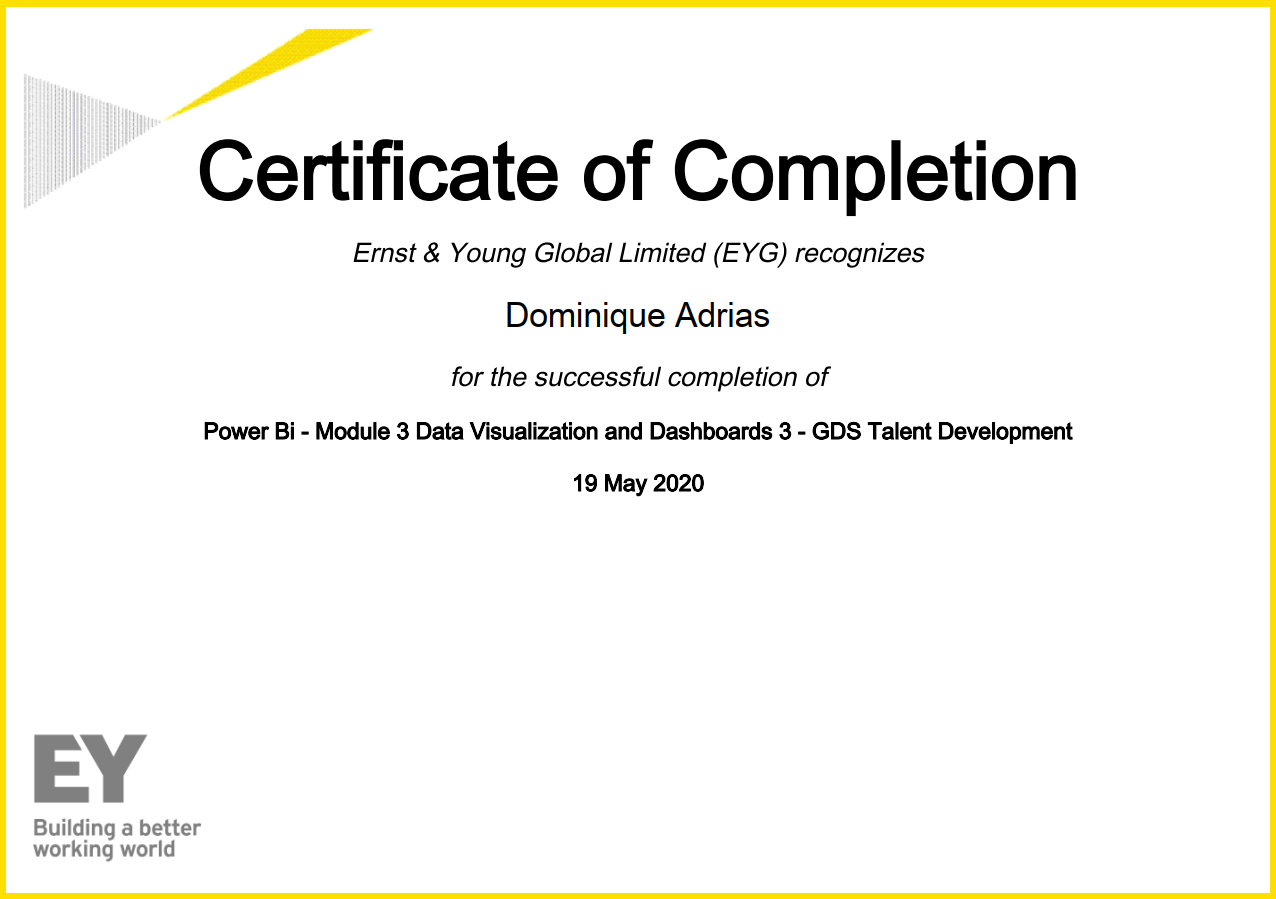 Certificate of Completion
Ernst & Young Global Limited (EYG) recognizes
Dominique Adrias
for the successful completion of
Power Bi - Module 3 Data Visualization and Dashboards 3 - GDS Talent Development
19 May 2020
EY
Building a better
working world